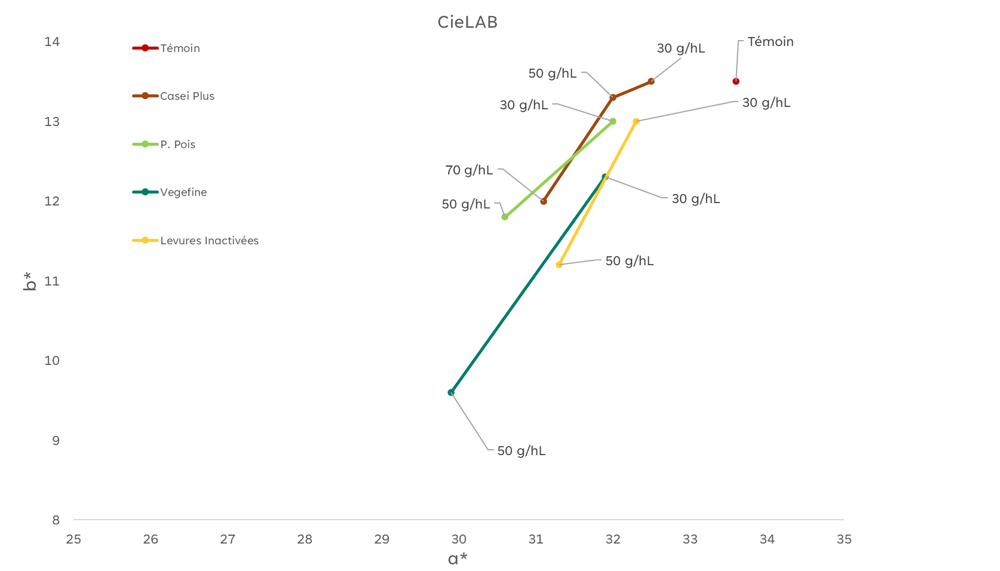 CieLAB
14
13
12
11
10
9
8
b*
Témoin
Casei Plus
P. Pois
Vegefine
Levures Inactivées
30 g/hL
Témoin
50 g/hL
30 g/hL
30 g/hL
70 g/hL
30 g/hL
50 g/hL
50 g/hL
50 g/hL
25 26 27 28 29 30 31 32 33 34 35
a*